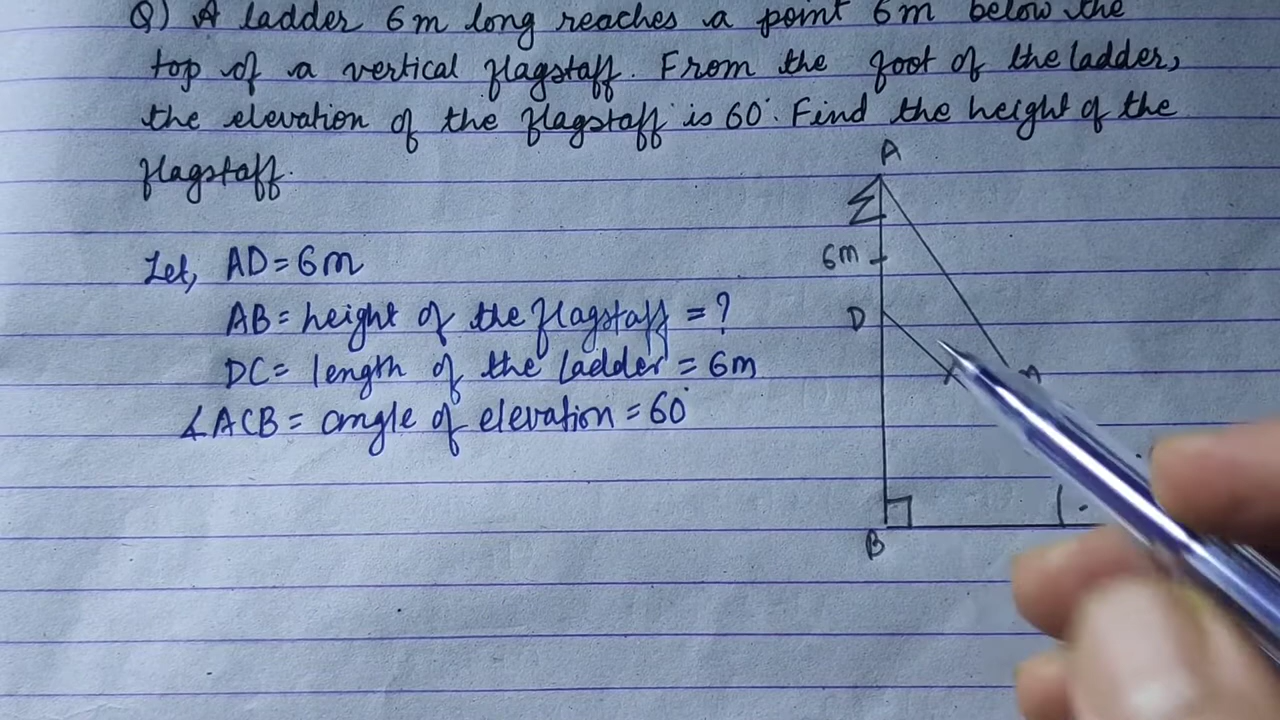 Q) A ladder 6m long reaches a point 6m below the
top of a vertical flagstaff. From the foot of the ladder,
the elevation of the flagstaff is 60°. Find the height of the
flagstaff.
A
Let, AD=6m
6m
AB= height of the flagstaff = ?
D
DC= length of the ladder = 6m
∡ACB= angle of elevation = 60°
B